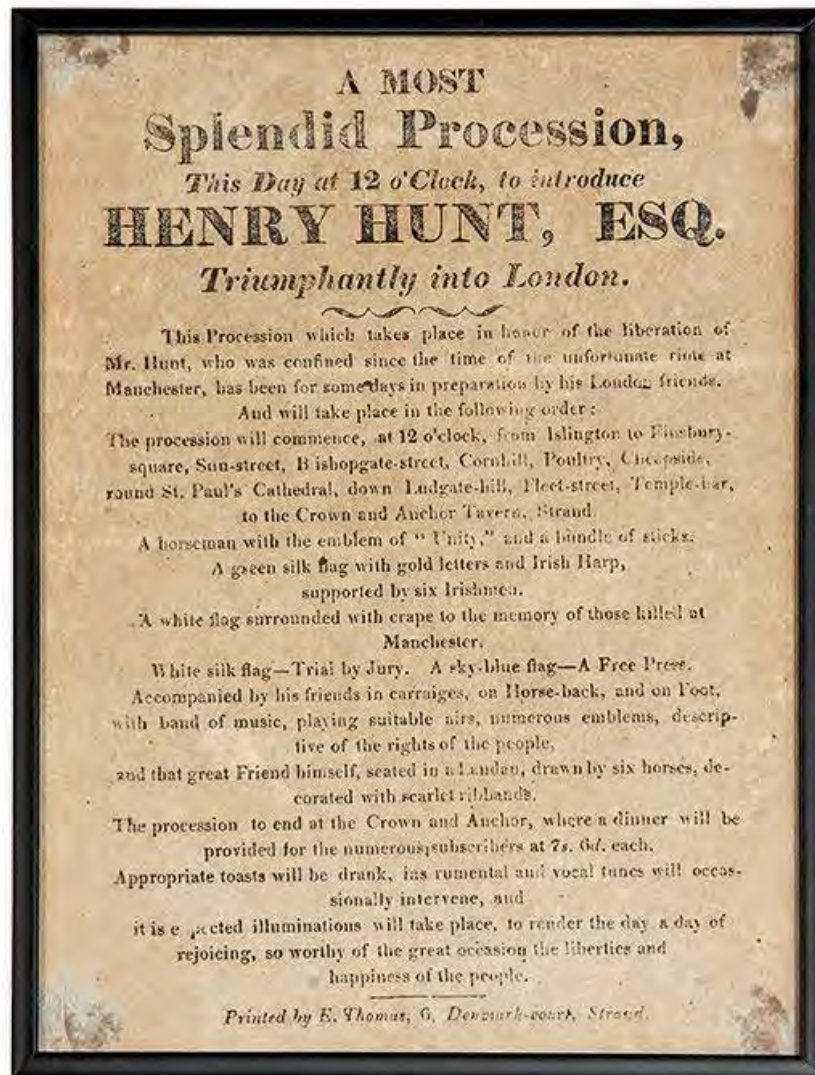 A MOST
Splendid Procession,
This Day at 12 o'Clock, to introduce
HENRY HUNT, ESQ.
Triumphantly into London.
This Procession which takes place in honor of the liberation of
Mr. Hunt, who was confined since the time of the unfortunate riots at
Manchester, has been for some days in preparation by his London friends.
And will take place in the following order:
The procession will commence, at 12 o'clock, from Islington to Finsbury-
square, Sun-street, Bishopgate-street, Cornhill, Poultry, Cheapside,
round St. Paul's Cathedral, down Ludgate-hill, Fleet-street, Temple-bar,
to the Crown and Anchor Tavern, Strand.
A horseman with the emblem of "Unity," and a bundle of sticks.
A green silk flag with gold letters and Irish Harp,
supported by six Irishmen.
A white flag surrounded with crape to the memory of those killed at
Manchester.
White silk flag—Trial by Jury. A sky-blue flag—A Free Press.
Accompanied by his friends in carraiges, on Horse-back, and on Foot,
with band of music, playing suitable airs, numerous emblems, descrip-
tive of the rights of the people,
and that great Friend himself, seated in a Landau, drawn by six horses, de-
corated with scarlet ribbands.
The procession to end at the Crown and Anchor, where a dinner will be
provided for the numerous subscribers at 7s. 6d. each.
Appropriate toasts will be drank, ins rumental and vocal tunes will occas-
sionally intervene, and
it is e pected illuminations will take place, to render the day a day of
rejoicing, so worthy of the great occasion the liberties and
happiness of the people.
Printed by E. Thomas, 6, Denmark-court, Strand.